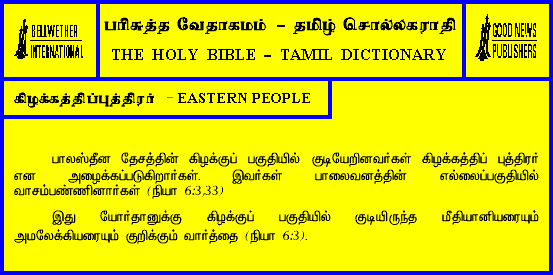 BELLWETHER
INTERNATIONAL
பரிசுத்த வேதாகமம் – தமிழ் சொல்லகராதி
THE HOLY BIBLE – TAMIL DICTIONARY
GOOD NEWS
PUBLISHERS
கிழக்கத்திப்புத்திரர் – EASTERN PEOPLE
பாலஸ்தீன தேசத்தின் கிழக்குப் பகுதியில் குடியேறினவர்கள் கிழக்கத்திப் புத்திரர்
என அழைக்கப்படுகிறார்கள். இவர்கள் பாலைவனத்தின் எல்லைப்பகுதியில்
வாசம்பண்ணினார்கள் (நியா 6:3,33)
இது யோர்தானுக்கு கிழக்குப் பகுதியில் குடியிருந்த மீதியானியரையும்
அமலேக்கியரையும் குறிக்கும் வார்த்தை (நியா 6:3).